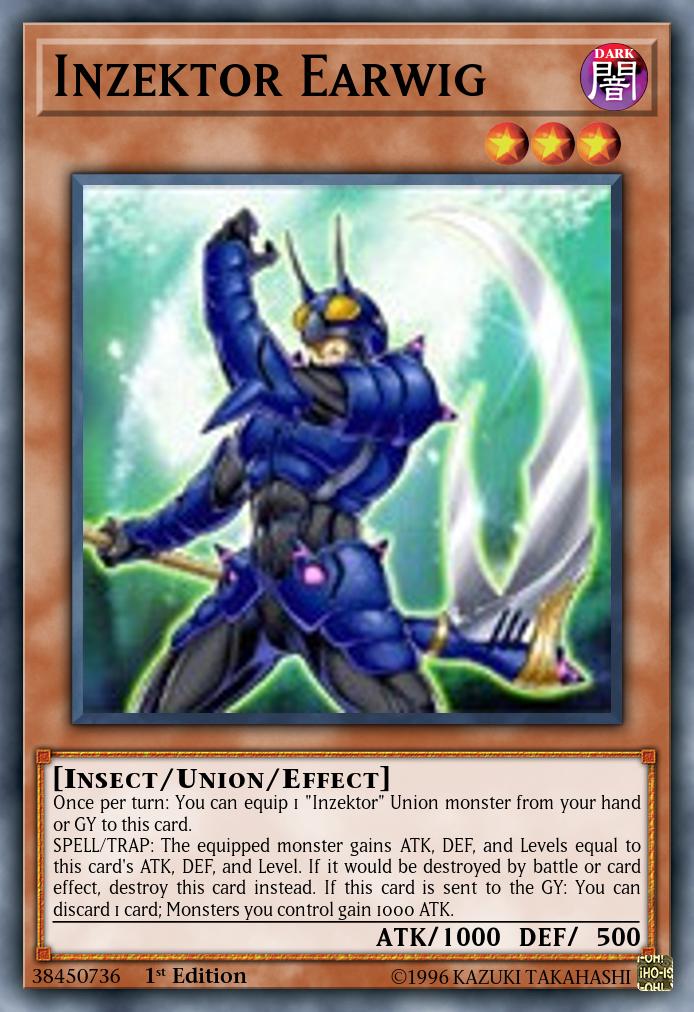 Inzektor Earwig
DARK
闇
[Insect/Union/Effect]
Once per turn: You can equip 1 "Inzektor" Union monster from your hand
or GY to this card.
SPELL/TRAP: The equipped monster gains ATK, DEF, and Levels equal to
this card's ATK, DEF, and Level. If it would be destroyed by battle or card
effect, destroy this card instead. If this card is sent to the GY: You can
discard 1 card; Monsters you control gain 1000 ATK.
ATK/1000 DEF/ 500
38450736 1st Edition ©1996 KAZUKI TAKAHASHI